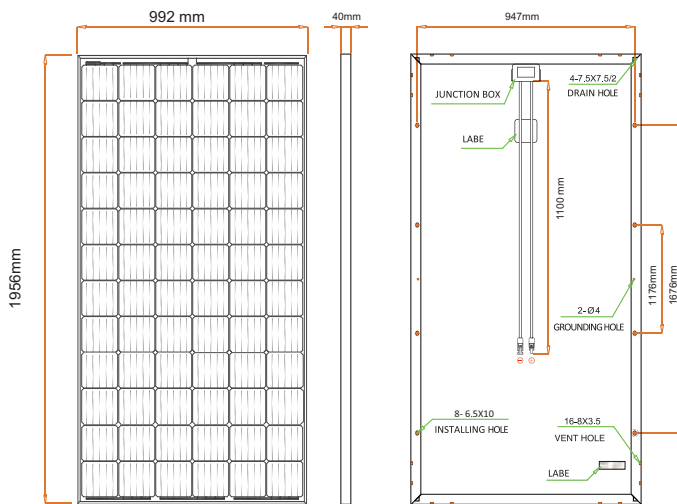 992 mm
40mm
947mm
1956mm
4-7.5X7.5/2
DRAIN HOLE
JUNCTION BOX
LABE
1100 mm
1176mm
1676mm
2-Ø4
GROUNDING HOLE
8- 6.5X10
INSTALLING HOLE
16-8X3.5
VENT HOLE
LABE